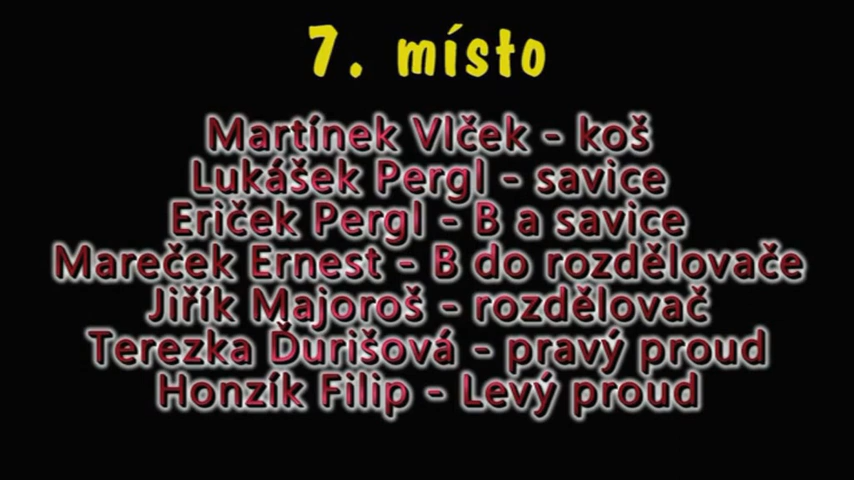 7. místo
Martínek Vlček - koš
Lukášek Pergl - savice
Eriček Pergl - B a savice
Mareček Ernest - B do rozdělovače
Jiřík Majoroš - rozdělovač
Terezka Ďurišová - pravý proud
Honzík Filip - Levý proud